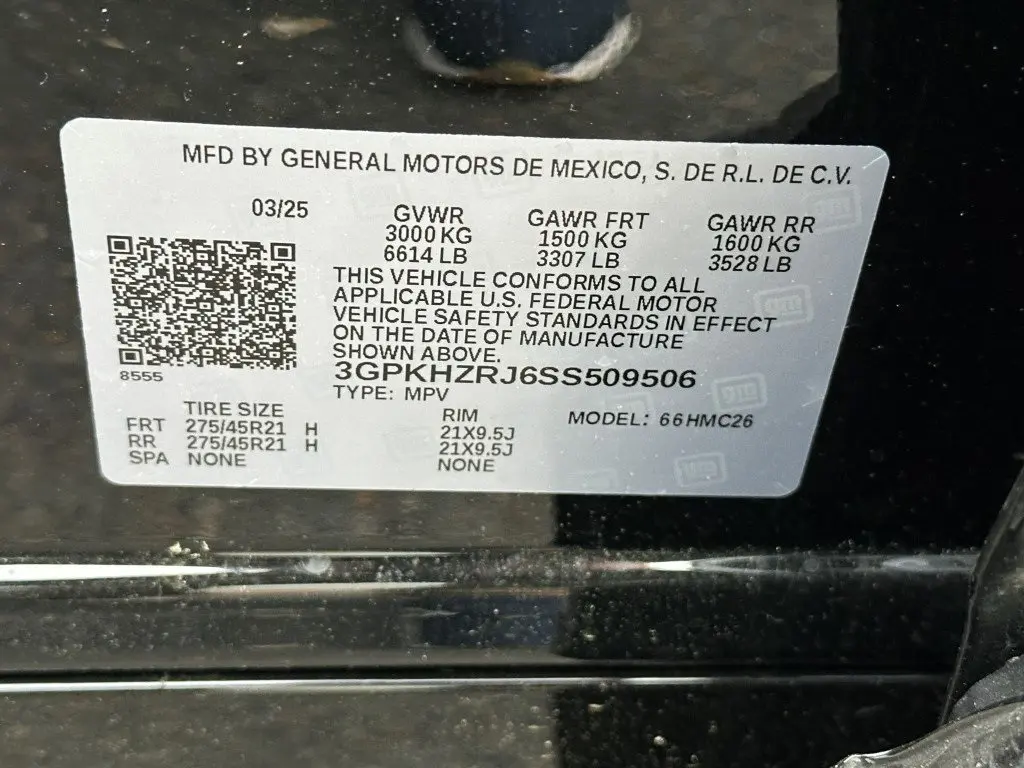 MFD BY GENERAL MOTORS DE MEXICO, S. DE R.L. DE C.V.
03/25 GVWR GAWR FRT GAWR RR
3000 KG 1500 KG 1600 KG
6614 LB 3307 LB 3528 LB
THIS VEHICLE CONFORMS TO ALL
APPLICABLE U.S. FEDERAL MOTOR
VEHICLE SAFETY STANDARDS IN EFFECT
ON THE DATE OF MANUFACTURE
SHOWN ABOVE.
8555
3GPKHZRJ6SS509506
TYPE: MPV
TIRE SIZE RIM MODEL: 66HMC26
FRT 275/45R21 H 21X9.5J
RR 275/45R21 H 21X9.5J
SPA NONE NONE